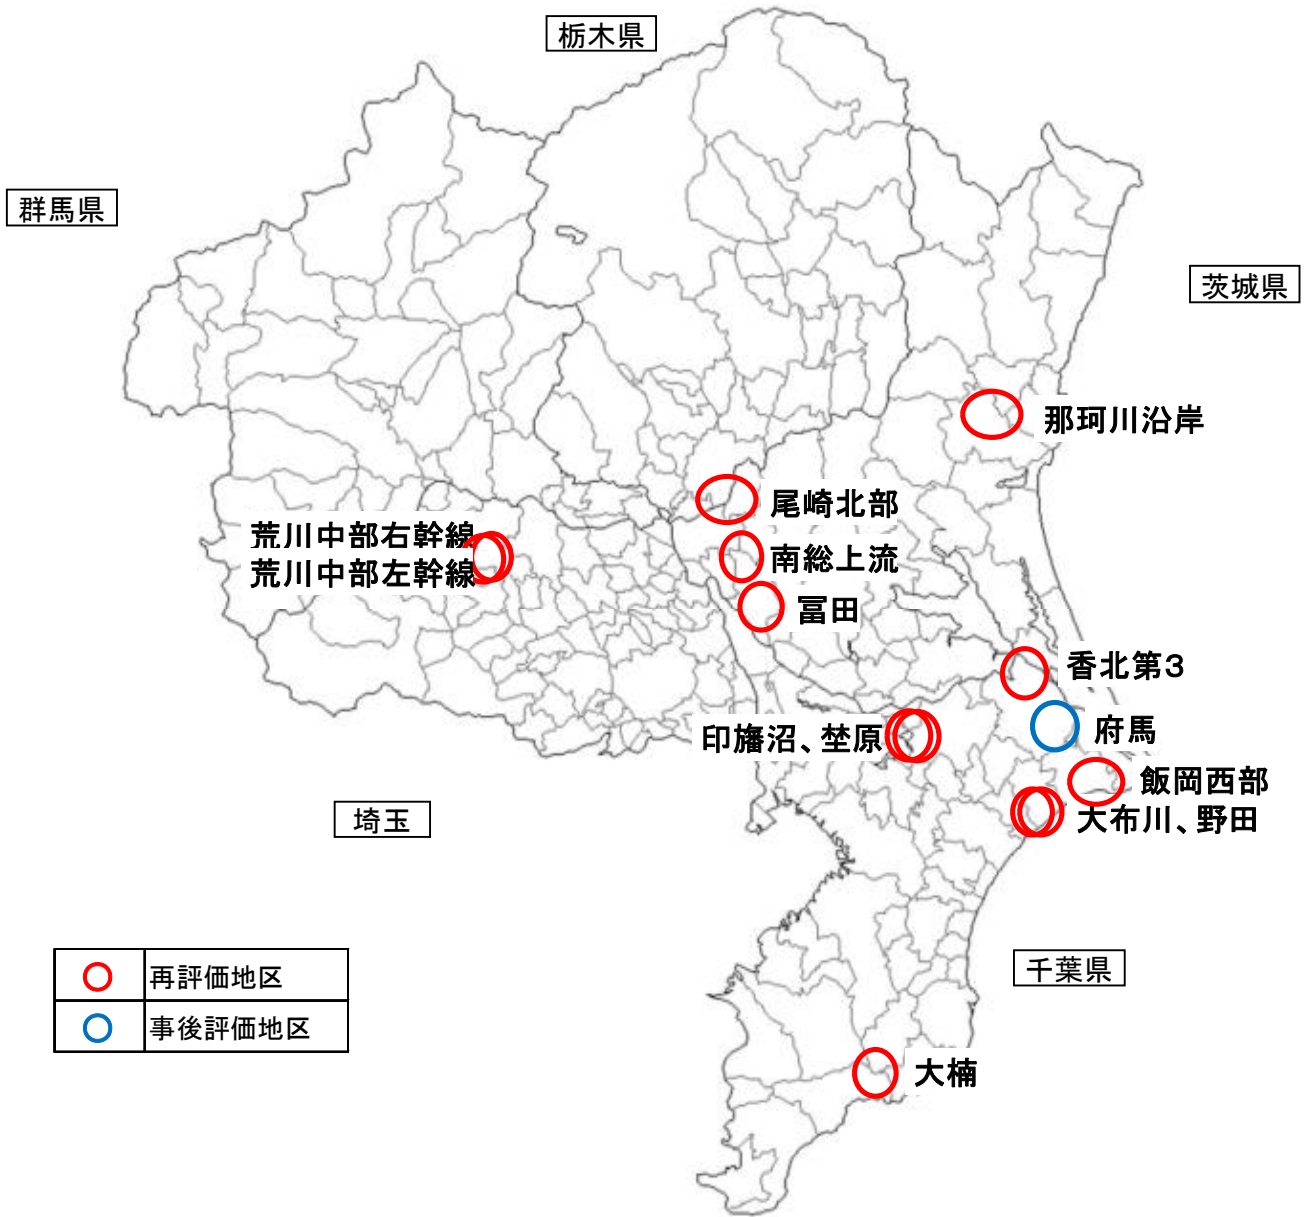 栃木県
群馬県
茨城県
那珂川沿岸
尾崎北部
荒川中部右幹線
南総上流
荒川中部左幹線
冨田
香北第3
府馬
印旛沼、埜原
飯岡西部
大布川、野田
埼玉
千葉県
再評価地区
事後評価地区
大楠